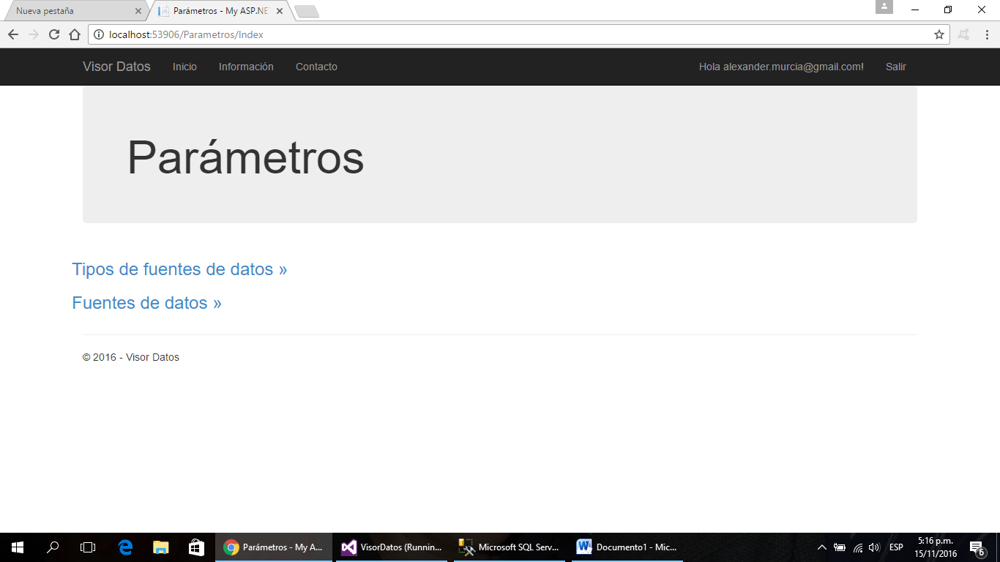 Nueva pestaña
Parámetros - My ASP.NET
localhost:53906/Parametros/Index
Visor Datos Inicio Información Contacto Hola alexander.murcia@gmail.com! Salir
Parámetros
Tipos de fuentes de datos »
Fuentes de datos »
© 2016 - Visor Datos
Parámetros - My A...
VisorDatos (Runnin...
Microsoft SQL Serv...
Documento1 - Mic...
ESP
5:16 p.m.
15/11/2016
6